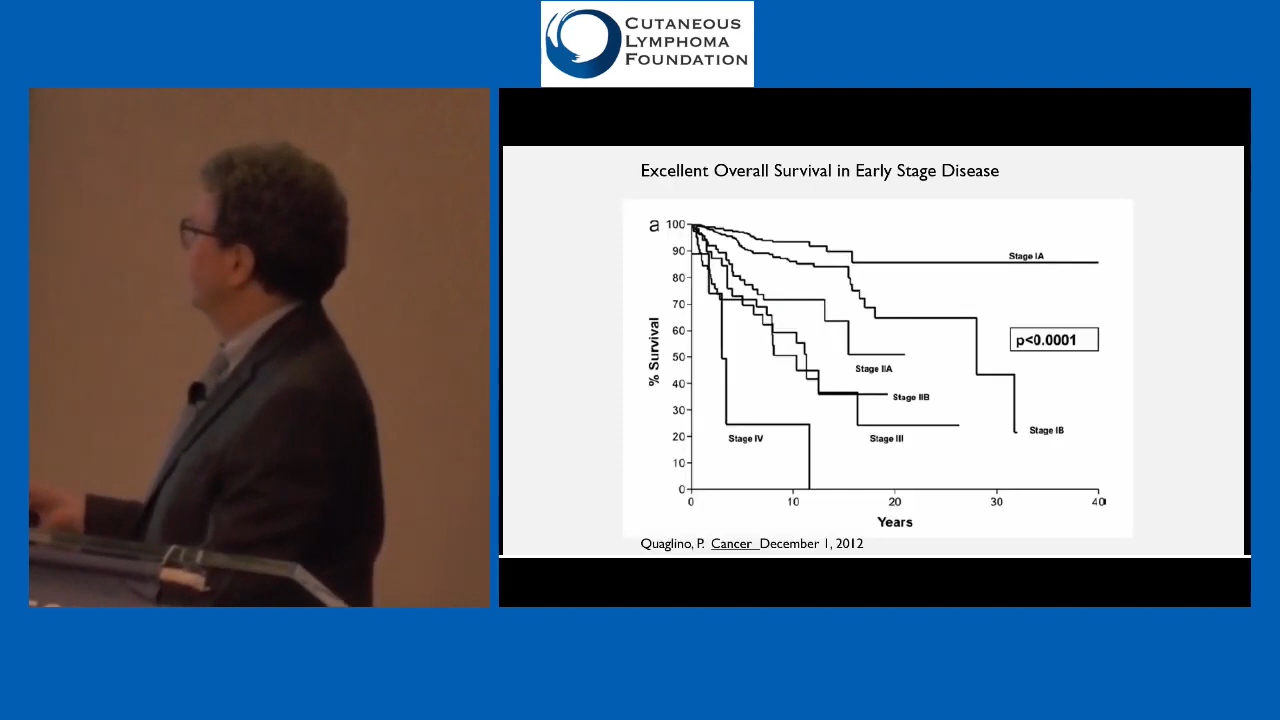 CUTANEOUS
LYMPHOMA
FOUNDATION
Excellent Overall Survival in Early Stage Disease
a
100
90
80
70
60
50
40
30
20
10
0
% Survival
Stage IA
p<0.0001
Stage IIA
Stage IIB
Stage IV
Stage III
Stage IB
0
10
20
30
40
Years
Quaglino, P. Cancer December 1, 2012